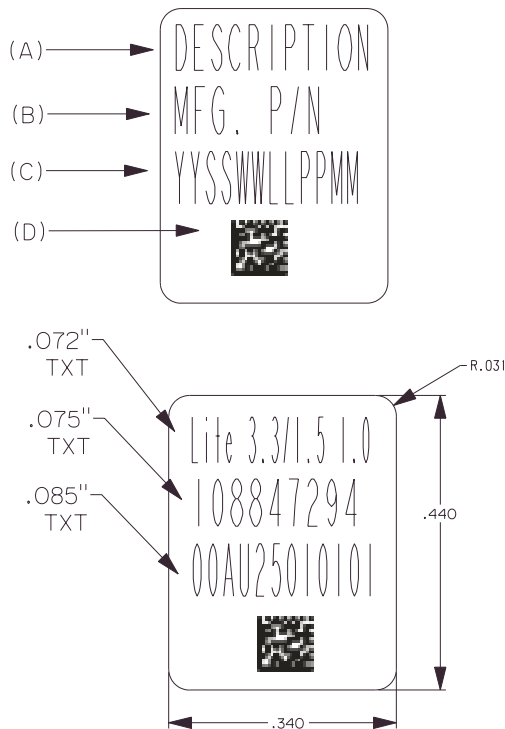 (A) DESCRIPTION
(B) MFG. P/N
(C) YYSSWWLLPPMM
(D)
.072" TXT
R.031
Lite 3.3/1.5 1.0
.075" TXT
108847294
.440
.085" TXT
00AU25010101
.340